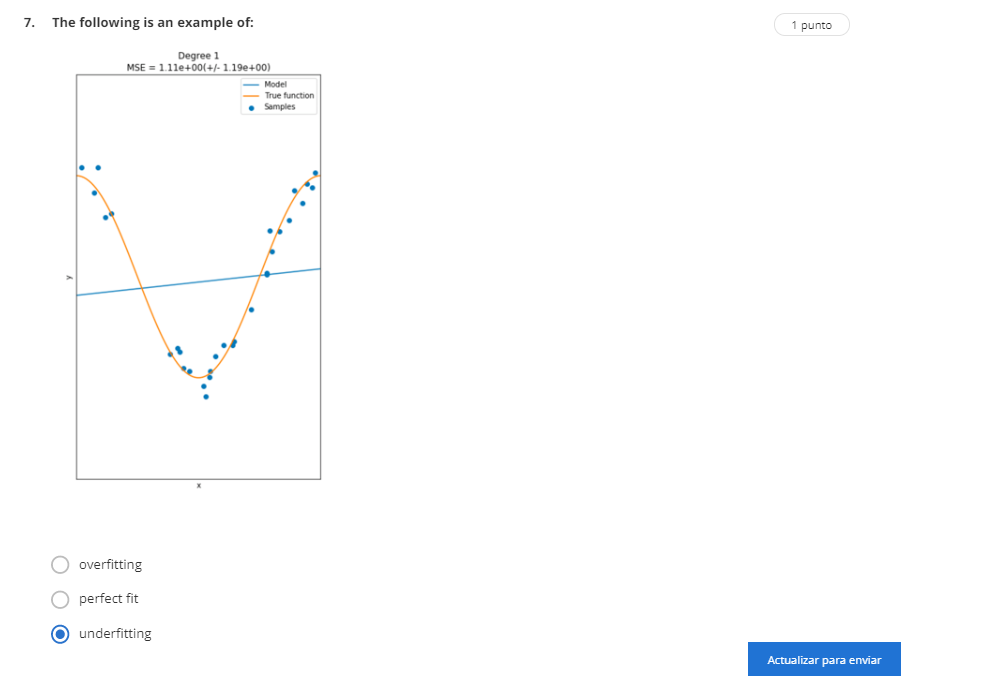 7. The following is an example of:
1 punto
Degree 1
MSE = 1.11e+00(+/- 1.19e+00)
Model
True function
Samples
y
x
overfitting
perfect fit
underfitting
Actualizar para enviar